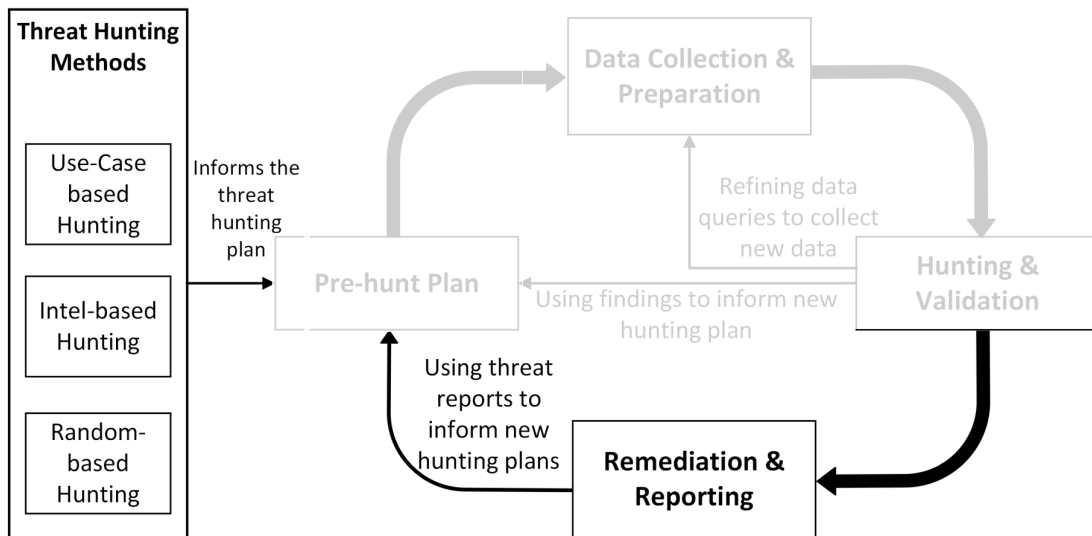 Threat Hunting
Methods
Use-Case
based
Hunting
Intel-based
Hunting
Random-
based
Hunting
Informs the
threat
hunting
plan
Pre-hunt Plan
Data Collection &
Preparation
Refining data
queries to collect
new data
Hunting &
Validation
Using findings to inform new
hunting plan
Using threat
reports to
inform new
hunting plans
Remediation &
Reporting